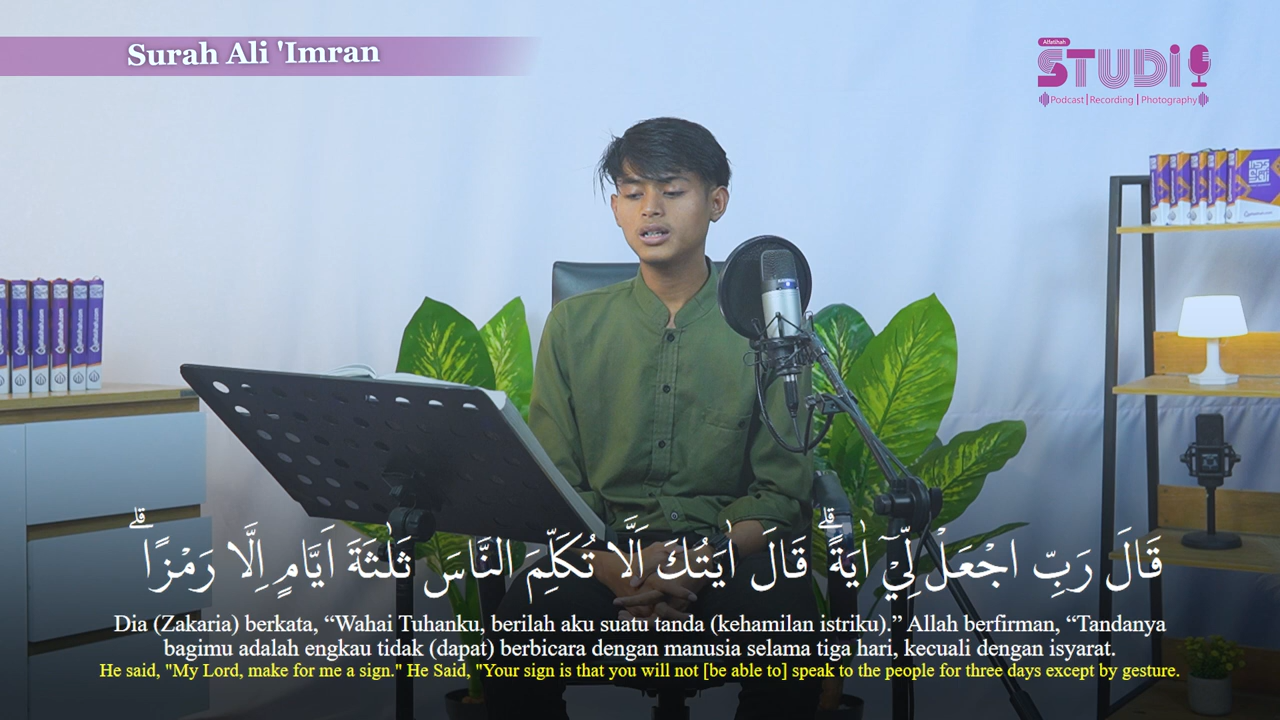 Surah Ali 'Imran
Alfatihah
STUDI
Podcast | Recording | Photography
قَالَ رَبِّ اجْعَلْ لِّيْٓ اٰيَةً ۗ قَالَ اٰيَتُكَ اَلَّا تُكَلِّمَ النَّاسَ ثَلٰثَةَ اَيَّامٍ اِلَّا رَمْزًا ۗ
Dia (Zakaria) berkata, “Wahai Tuhanku, berilah aku suatu tanda (kehamilan istriku).” Allah berfirman, “Tandanya
bagimu adalah engkau tidak (dapat) berbicara dengan manusia selama tiga hari, kecuali dengan isyarat.
He said, "My Lord, make for me a sign." He Said, "Your sign is that you will not [be able to] speak to the people for three days except by gesture.